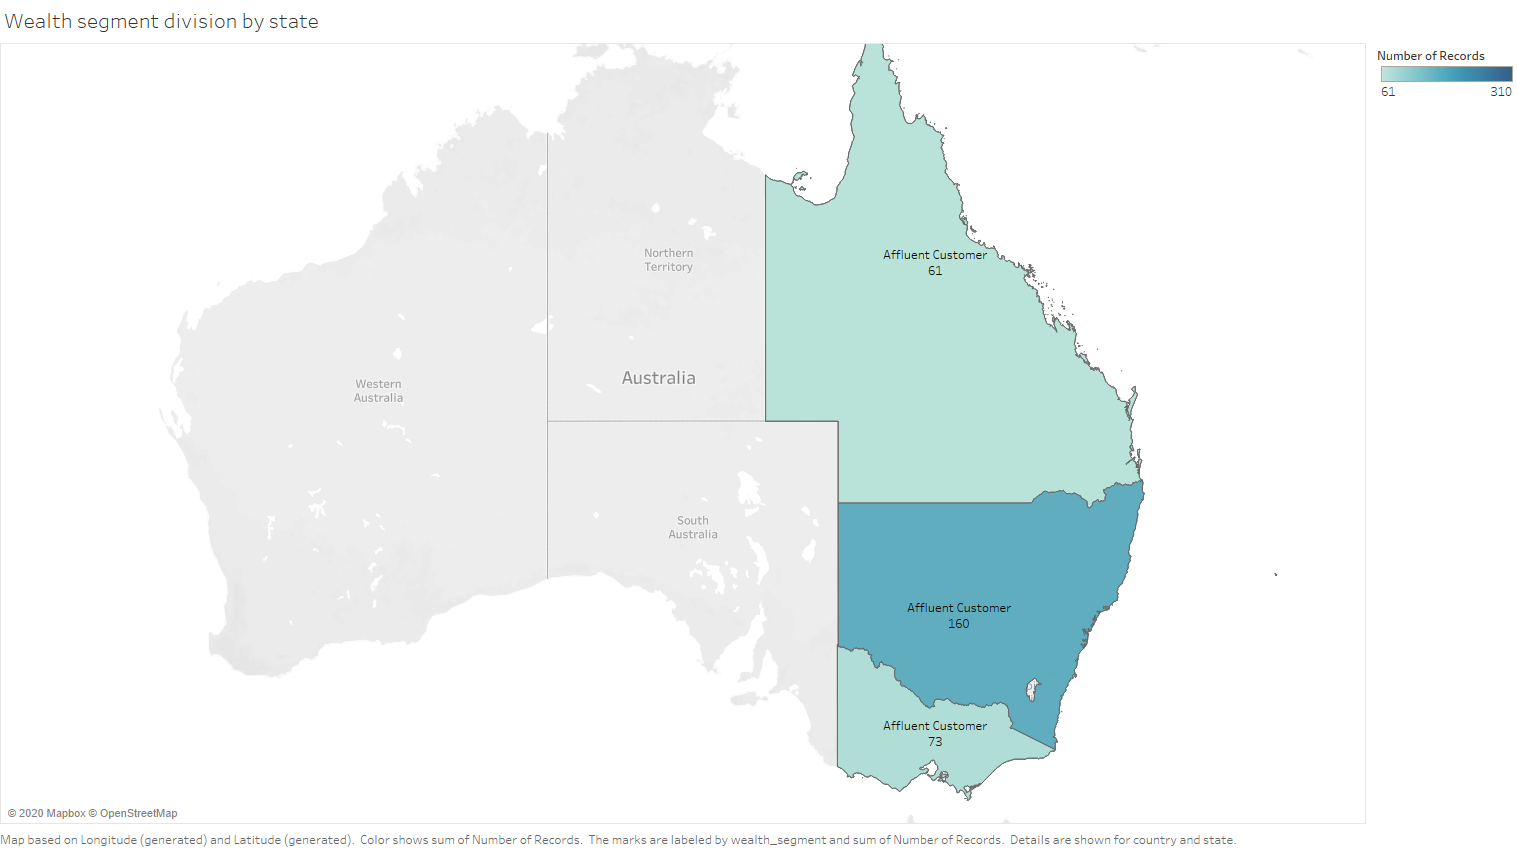 Wealth segment division by state
Number of Records
61 310
Affluent Customer
61
Northern
Territory
Australia
Western
Australia
South
Australia
Affluent Customer
160
Affluent Customer
73
© 2020 Mapbox © OpenStreetMap
Map based on Longitude (generated) and Latitude (generated). Color shows sum of Number of Records. The marks are labeled by wealth_segment and sum of Number of Records. Details are shown for country and state.